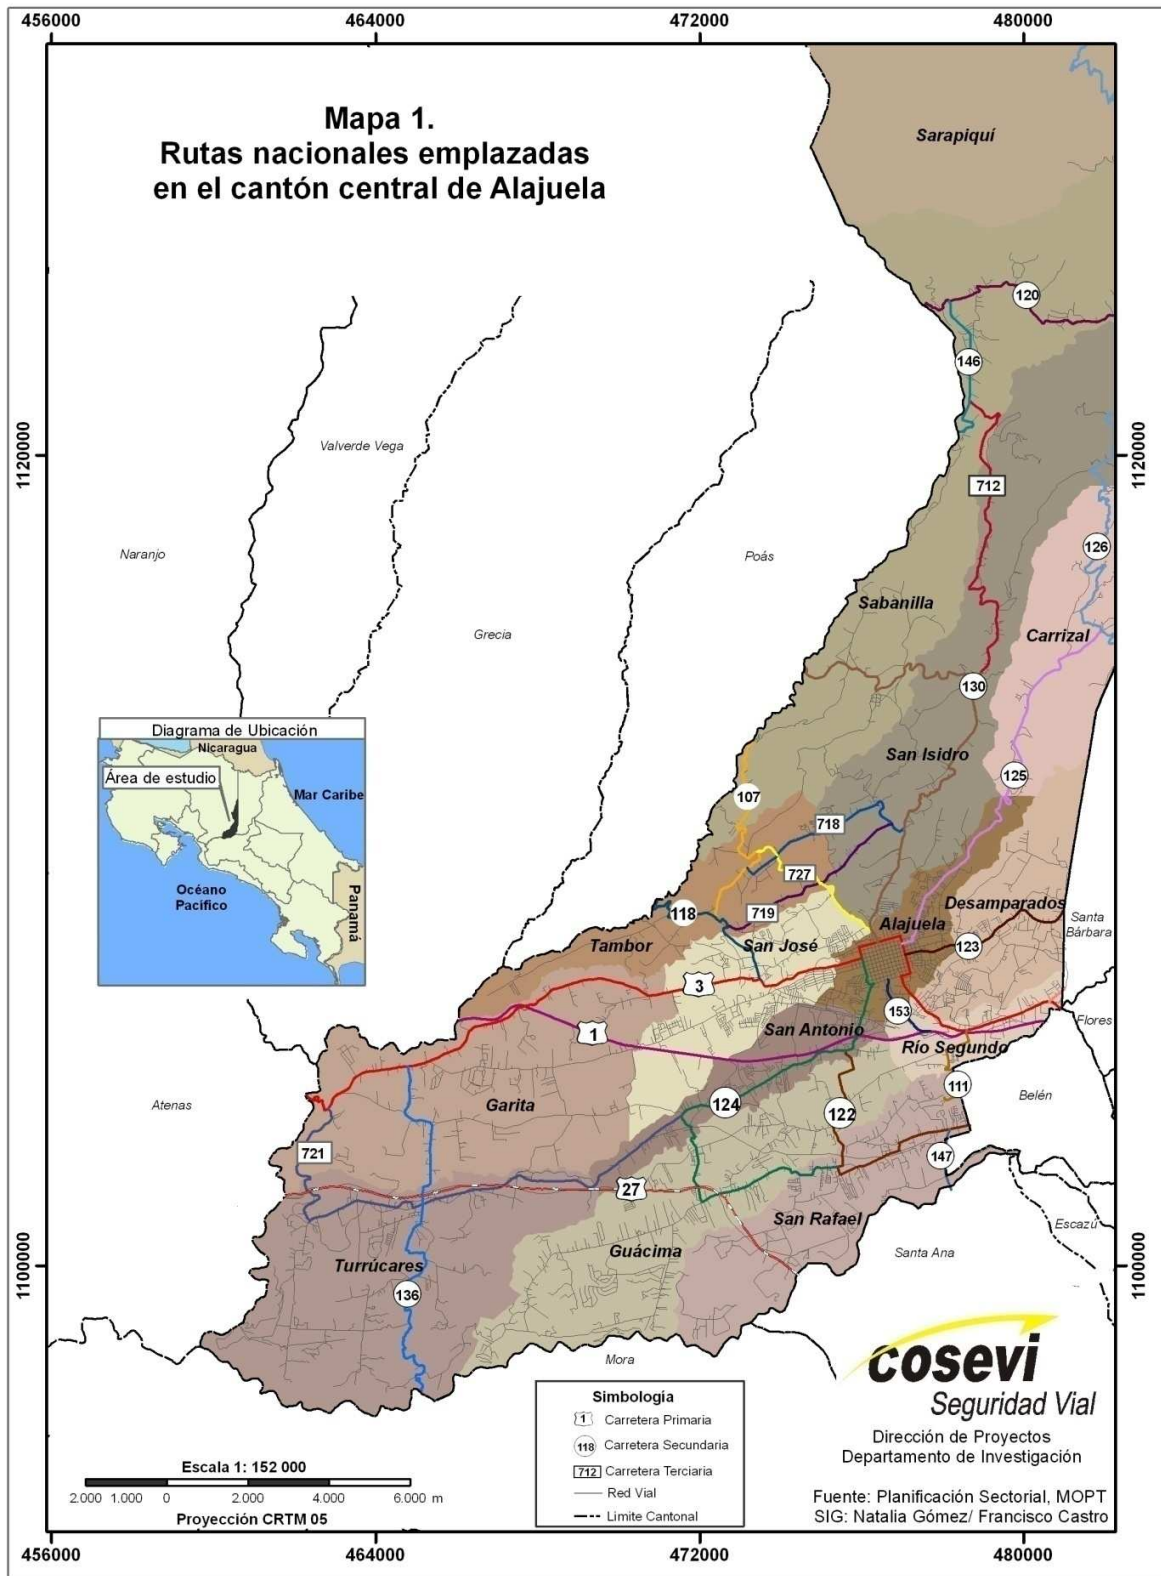 456000
464000
472000
480000
Mapa 1.
Rutas nacionales emplazadas
en el cantón central de Alajuela
Sarapiquí
120
146
Valverde Vega
1120000
1120000
712
Naranjo
Poás
126
Sabanilla
Grecia
Carrizal
130
Diagrama de Ubicación
Nicaragua
Área de estudio
Mar Caribe
Océano
Pacifico
Panamá
San Isidro
125
107
718
727
719
118
Desamparados
Alajuela
Santa
Bárbara
Tambor
San José
123
3
153
Flores
1
San Antonio
Río Segundo
111
Belén
Atenas
Garita
124
122
721
147
27
San Rafael
Escazú
Santa Ana
Guácima
Turrúcares
1100000
1100000
136
Mora
cosevi
Seguridad Vial
Dirección de Proyectos
Departamento de Investigación
Fuente: Planificación Sectorial, MOPT
SIG: Natalia Gómez/ Francisco Castro
Simbología
1 Carretera Primaria
118 Carretera Secundaria
712 Carretera Terciaria
Red Vial
Limite Cantonal
Escala 1: 152 000
2.000 1.000 0 2.000 4.000 6.000 m
Proyección CRTM 05
456000
464000
472000
480000